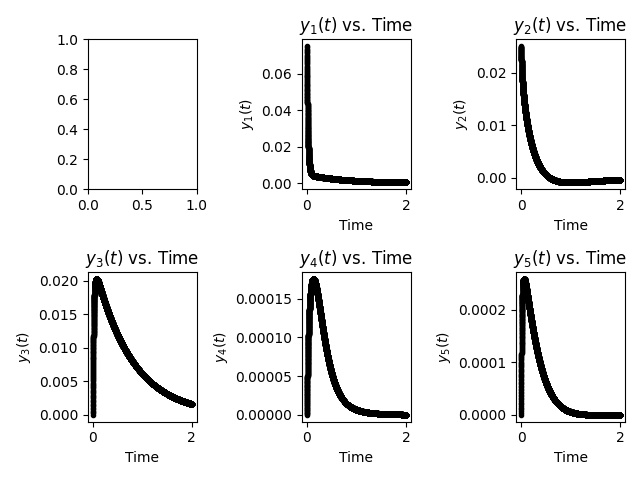 y₁(t) vs. Time
y₂(t) vs. Time
1.0
0.8
0.6
0.4
0.2
0.0
0.0 0.5 1.0
y₁(t)
0.06
0.04
0.02
0.00
0 2
Time
y₂(t)
0.02
0.01
0.00
0 2
Time
y₃(t) vs. Time
y₄(t) vs. Time
y₅(t) vs. Time
y₃(t)
0.020
0.015
0.010
0.005
0.000
0 2
Time
y₄(t)
0.00015
0.00010
0.00005
0.00000
0 2
Time
y₅(t)
0.0002
0.0001
0.0000
0 2
Time